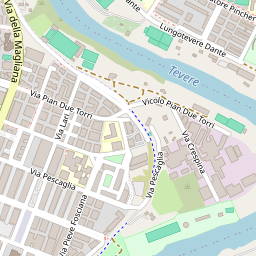 Via della Magliana
Lungotevere Dante
Tevere
Via Pian Due Torri
Vicolo Pian Due Torri
Via Lari
Via Crespina
Via Pescaglia
Via Pescaglia
Via Pieve Fosciana